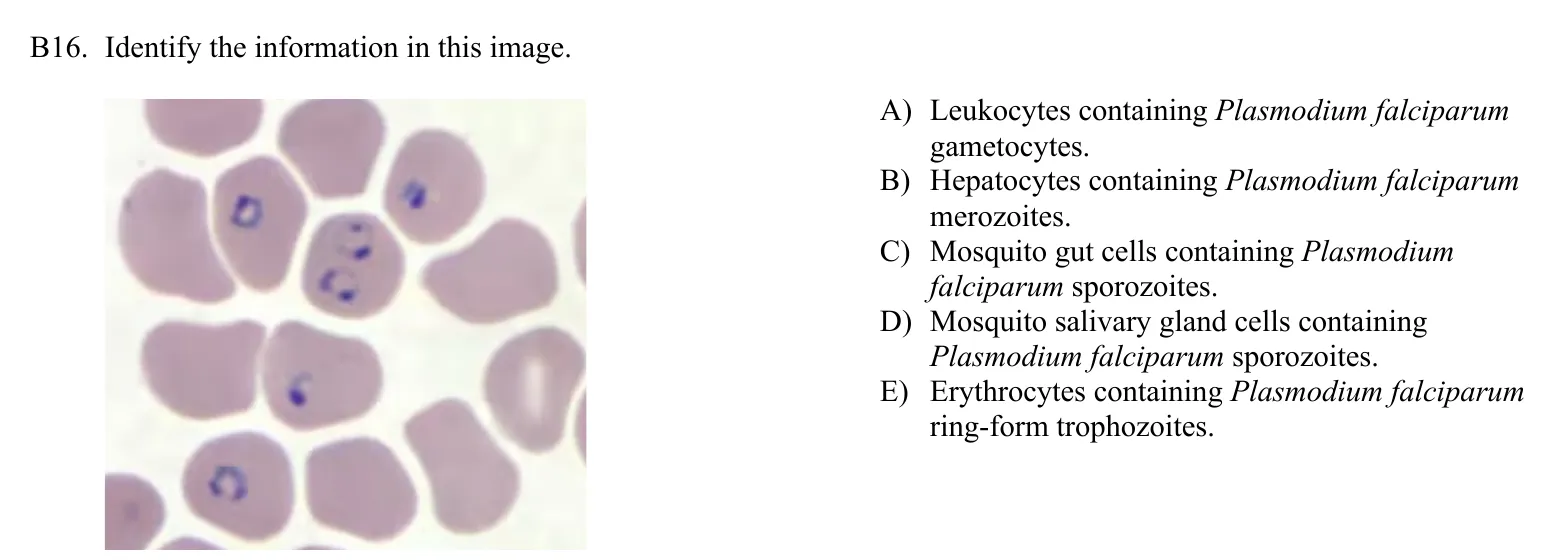 B16. Identify the information in this image.
A) Leukocytes containing Plasmodium falciparum
gametocytes.
B) Hepatocytes containing Plasmodium falciparum
merozoites.
C) Mosquito gut cells containing Plasmodium
falciparum sporozoites.
D) Mosquito salivary gland cells containing
Plasmodium falciparum sporozoites.
E) Erythrocytes containing Plasmodium falciparum
ring-form trophozoites.